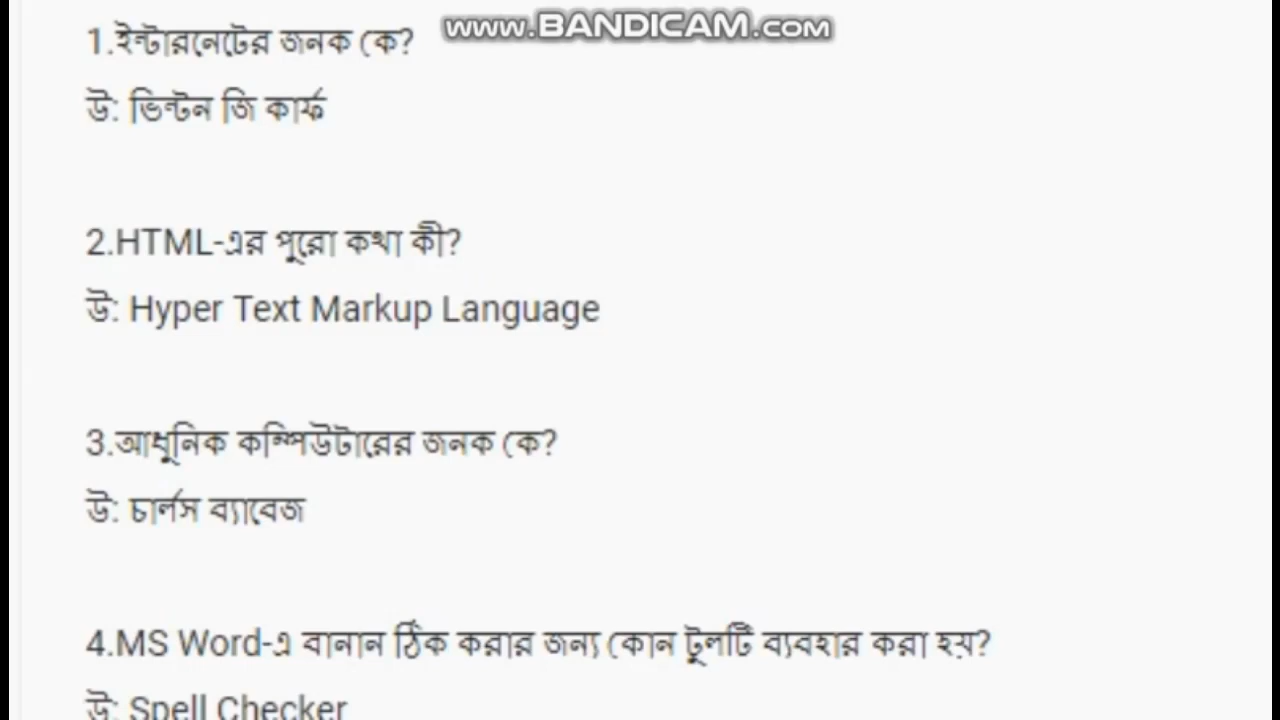 www.BANDICAM.com
1.ইন্টারনেটের জনক কে?
উ: ভিন্টন জি কার্ফ
2.HTML-এর পুরো কথা কী?
উ: Hyper Text Markup Language
3.আধুনিক কম্পিউটারের জনক কে?
উ: চার্লস ব্যাবেজ
4.MS Word-এ বানান ঠিক করার জন্য কোন টুলটি ব্যবহার করা হয়?
উ: Spell Checker